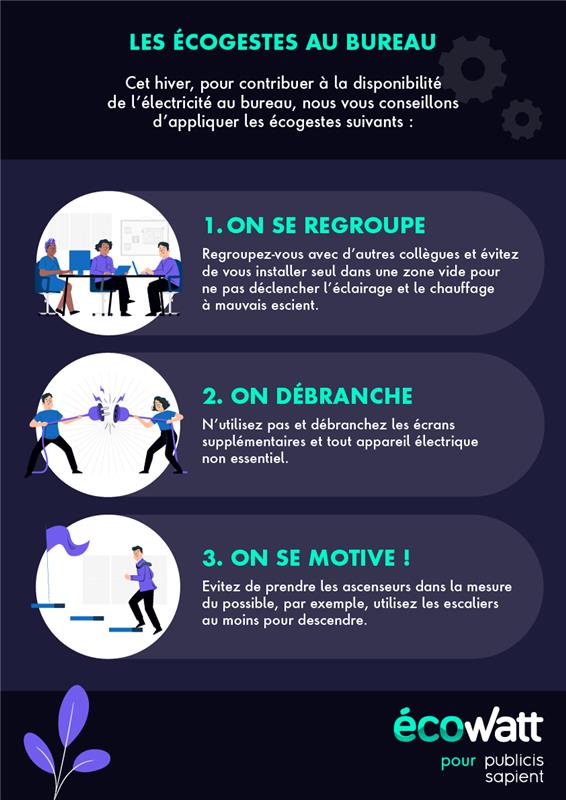 LES ÉCOGESTES AU BUREAU
Cet hiver, pour contribuer à la disponibilité
de l'électricité au bureau, nous vous conseillons
d'appliquer les écogestes suivants :
1. ON SE REGROUPE
Regroupez-vous avec d'autres collègues et évitez
de vous installer seul dans une zone vide pour
ne pas déclencher l'éclairage et le chauffage
à mauvais escient.
2. ON DÉBRANCHE
N'utilisez pas et débranchez les écrans
supplémentaires et tout appareil électrique
non essentiel.
3. ON SE MOTIVE !
Evitez de prendre les ascenseurs dans la mesure
du possible, par exemple, utilisez les escaliers
au moins pour descendre.
écowatt
pour publicis
sapient